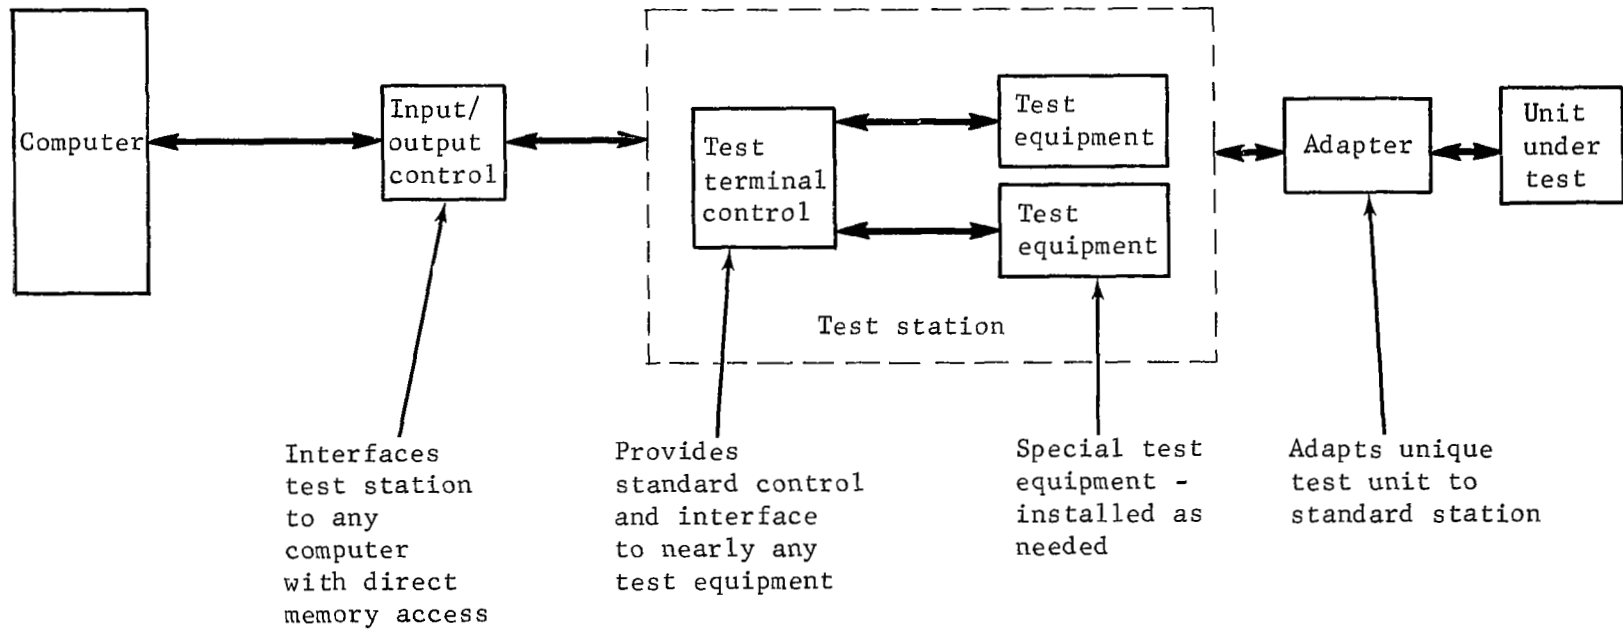 Computer
Input/
output
control
Test
terminal
control
Test
equipment
Test
equipment
Test station
Adapter
Unit
under
test
Interfaces
test station
to any
computer
with direct
memory access
Provides
standard control
and interface
to nearly any
test equipment
Special test
equipment -
installed as
needed
Adapts unique
test unit to
standard station